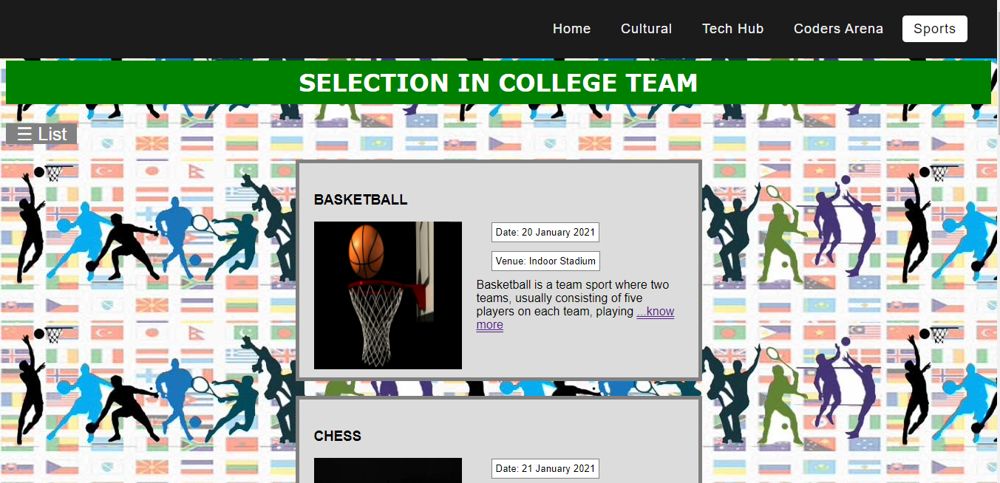 Home Cultural Tech Hub Coders Arena Sports
SELECTION IN COLLEGE TEAM
☰ List
BASKETBALL
Date: 20 January 2021
Venue: Indoor Stadium
Basketball is a team sport where two
teams, usually consisting of five
players on each team, playing ...know
more
CHESS
Date: 21 January 2021